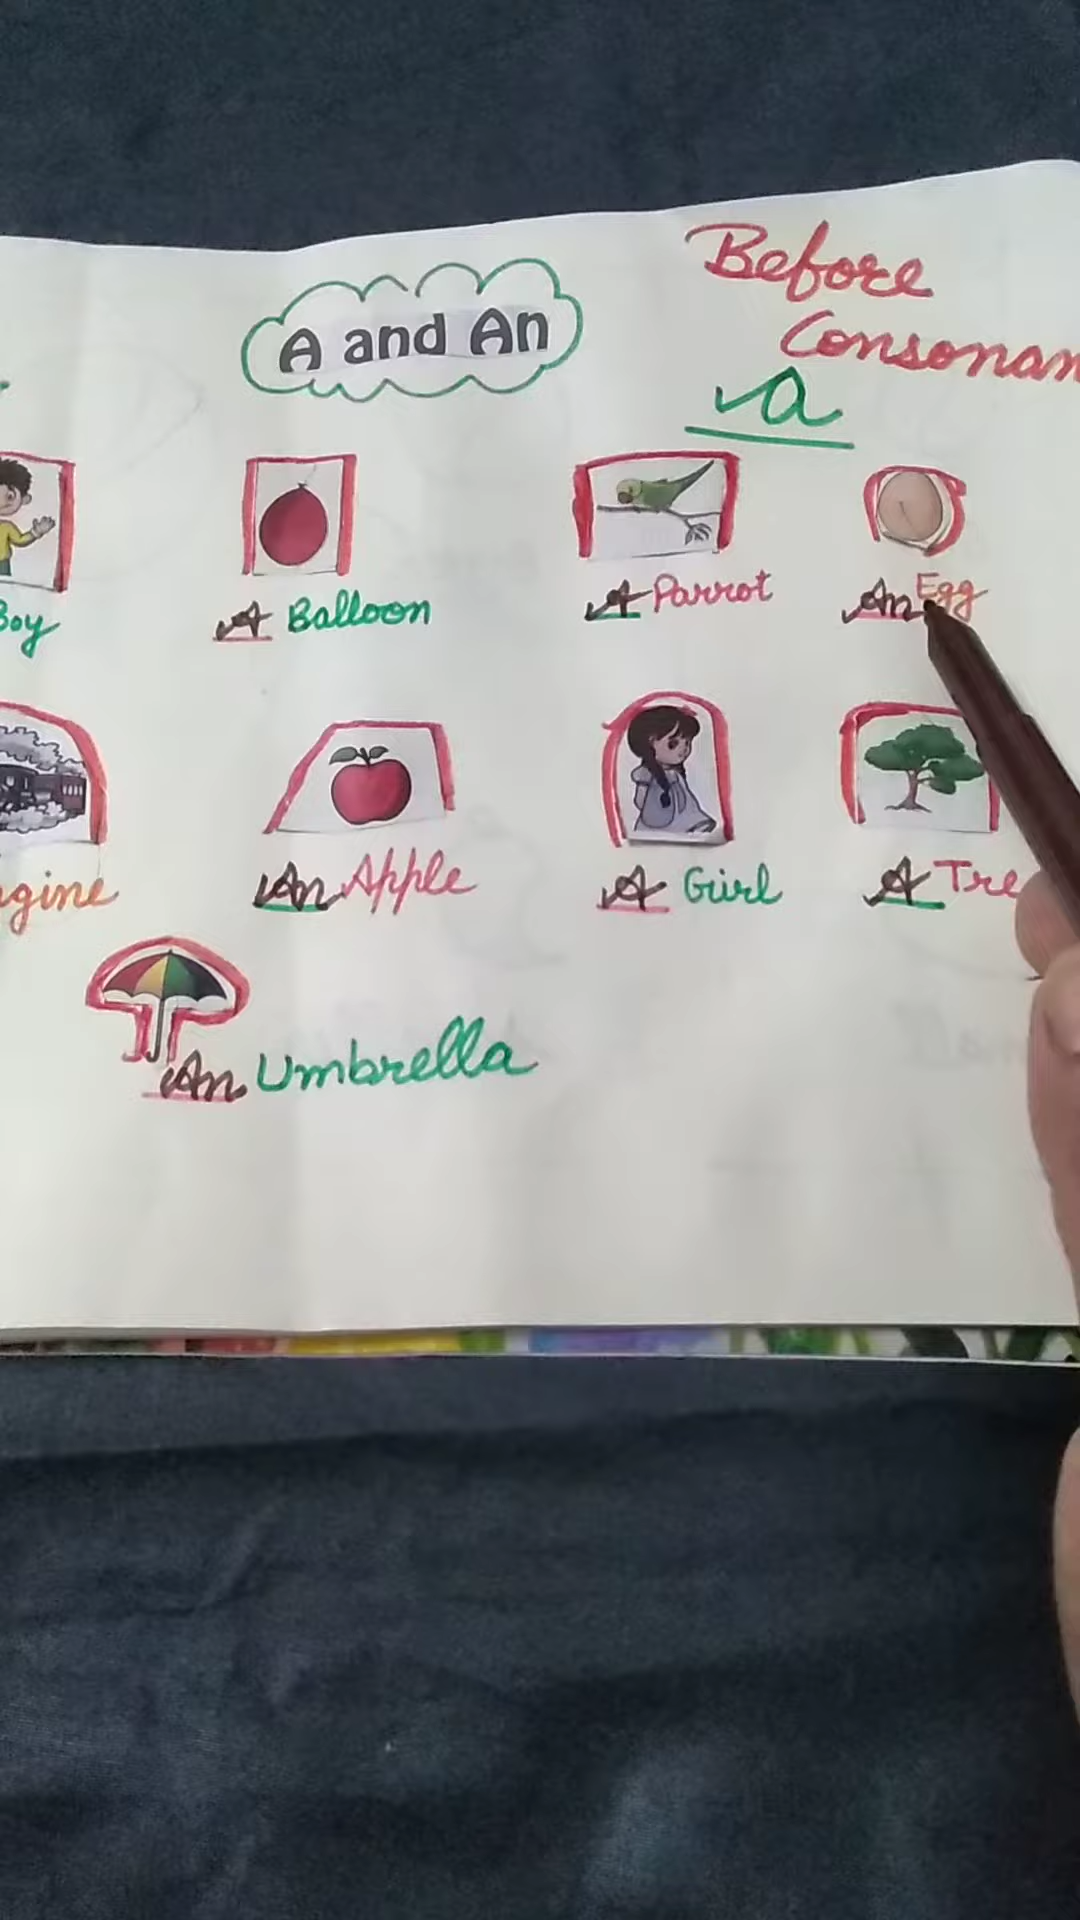 A and An
Before
Consonan
a
Boy
A Balloon
A Parrot
An Egg
gine
An Apple
A Girl
A Tre
An Umbrella